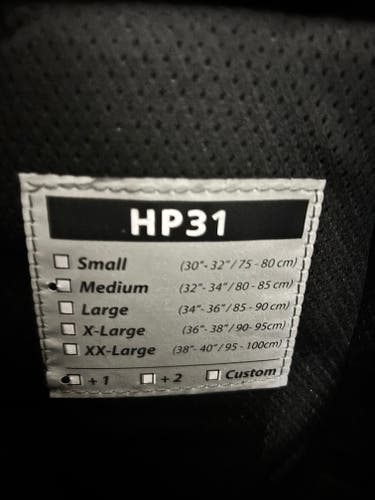 HP31
Small (30"- 32"/ 75 - 80 cm)
Medium (32"- 34"/ 80 - 85 cm)
Large (34"- 36"/ 85 - 90 cm)
X-Large (36"- 38"/ 90- 95cm)
XX-Large (38"- 40"/ 95 - 100cm)
+ 1 + 2 Custom